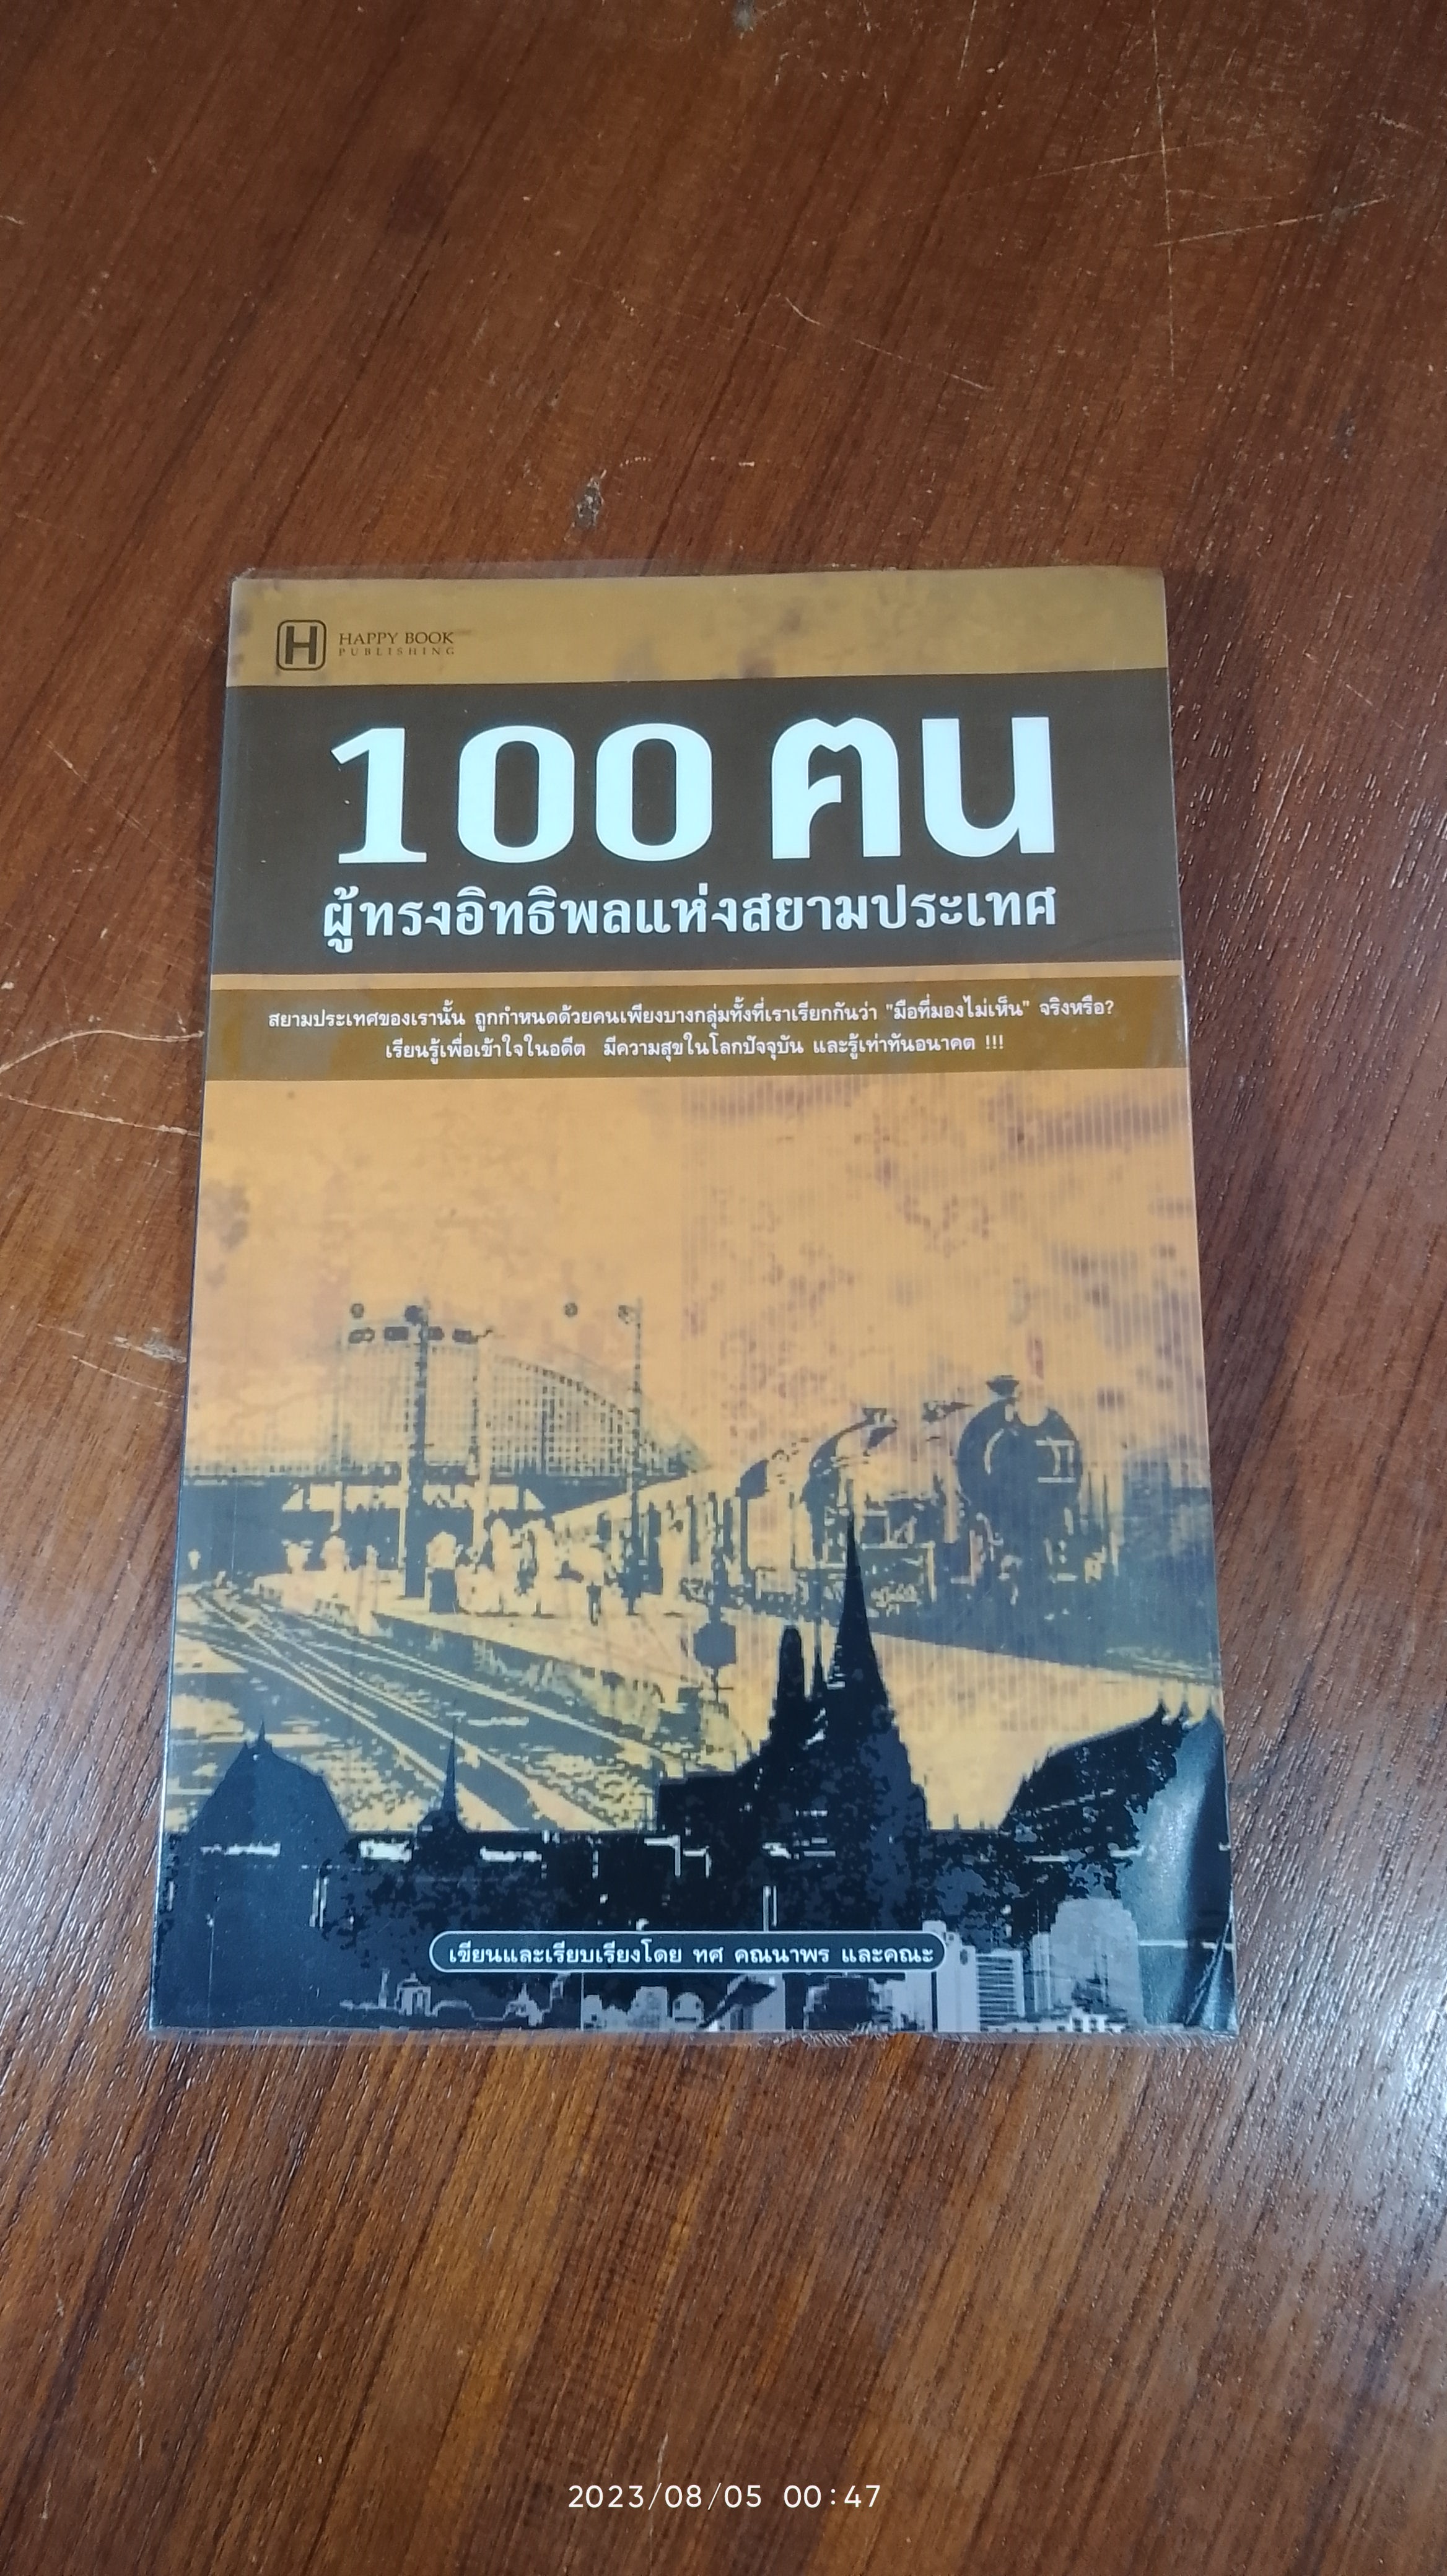 HAPPY BOOK
PUBLISHING
100 คน
ผู้ทรงอิทธิพลแห่งสยามประเทศ
สยามประเทศของเรานั้น ถูกกำหนดด้วยคนเพียงบางกลุ่มทั้งที่เราเรียกกันว่า "มือที่มองไม่เห็น" จริงหรือ?
เรียนรู้เพื่อเข้าใจในอดีต มีความสุขในโลกปัจจุบัน และรู้เท่าทันอนาคต !!!
เขียนและเรียบเรียงโดย ทศ คณนาพร และคณะ
2023/08/05 00:47